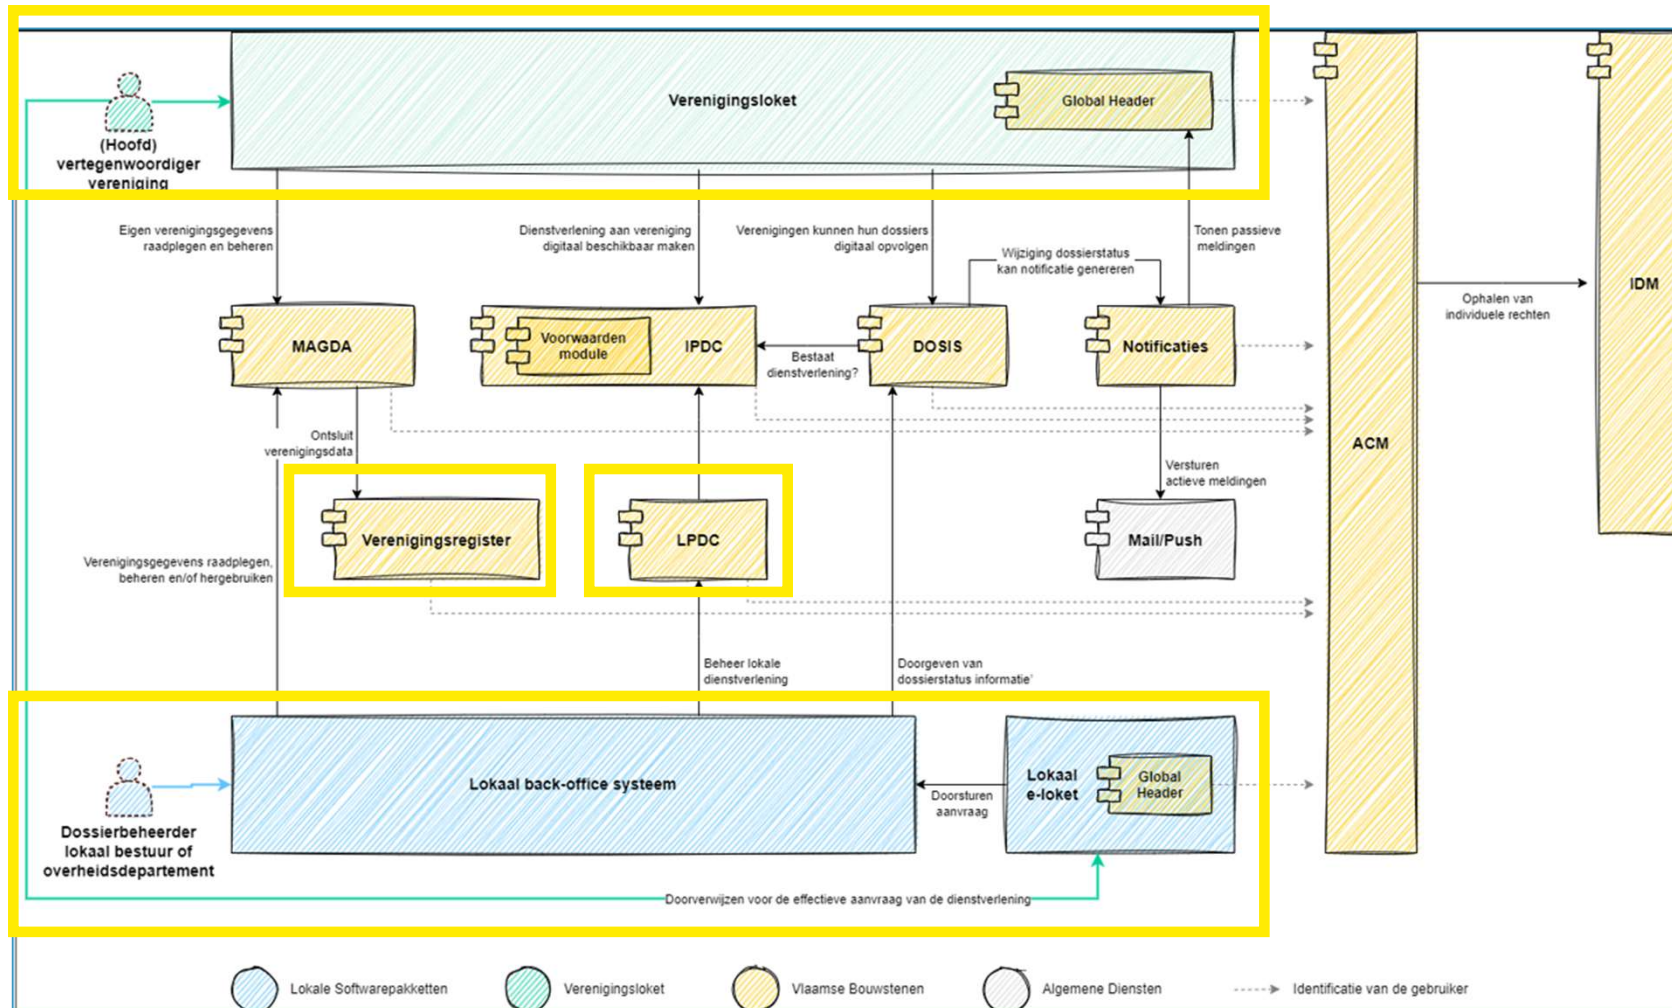 Verenigingsloket
Global Header
(Hoofd)
vertegenwoordiger
vereniging
Eigen verenigingsgegevens
raadplegen en beheren
Dienstverlening aan vereniging
digitaal beschikbaar maken
Verenigingen kunnen hun dossiers
digitaal opvolgen
Wijziging dossierstatus
kan notificatie genereren
Tonen passieve
meldingen
Ophalen van
individuele rechten
IDM
MAGDA
Voorwaarden
module
IPDC
Bestaat
dienstverlening?
DOSIS
Notificaties
ACM
Ontsluit
verenigingsdata
Versturen
actieve meldingen
Verenigingsregister
LPDC
Mail/Push
Verenigingsgegevens raadplegen,
beheren en/of hergebruiken
Beheer lokale
dienstverlening
Doorgeven van
dossierstatus informatie'
Lokaal back-office systeem
Doorsturen
aanvraag
Lokaal
e-loket
Global
Header
Dossierbeheerder
lokaal bestuur of
overheidsdepartement
Doorverwijzen voor de effectieve aanvraag van de dienstverlening
Lokale Softwarepakketten
Verenigingsloket
Vlaamse Bouwstenen
Algemene Diensten
Identificatie van de gebruiker